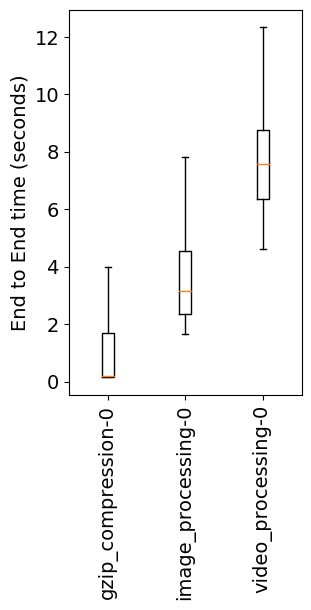 End to End time (seconds)
12
10
8
6
4
2
0
gzip_compression-0
image_processing-0
video_processing-0